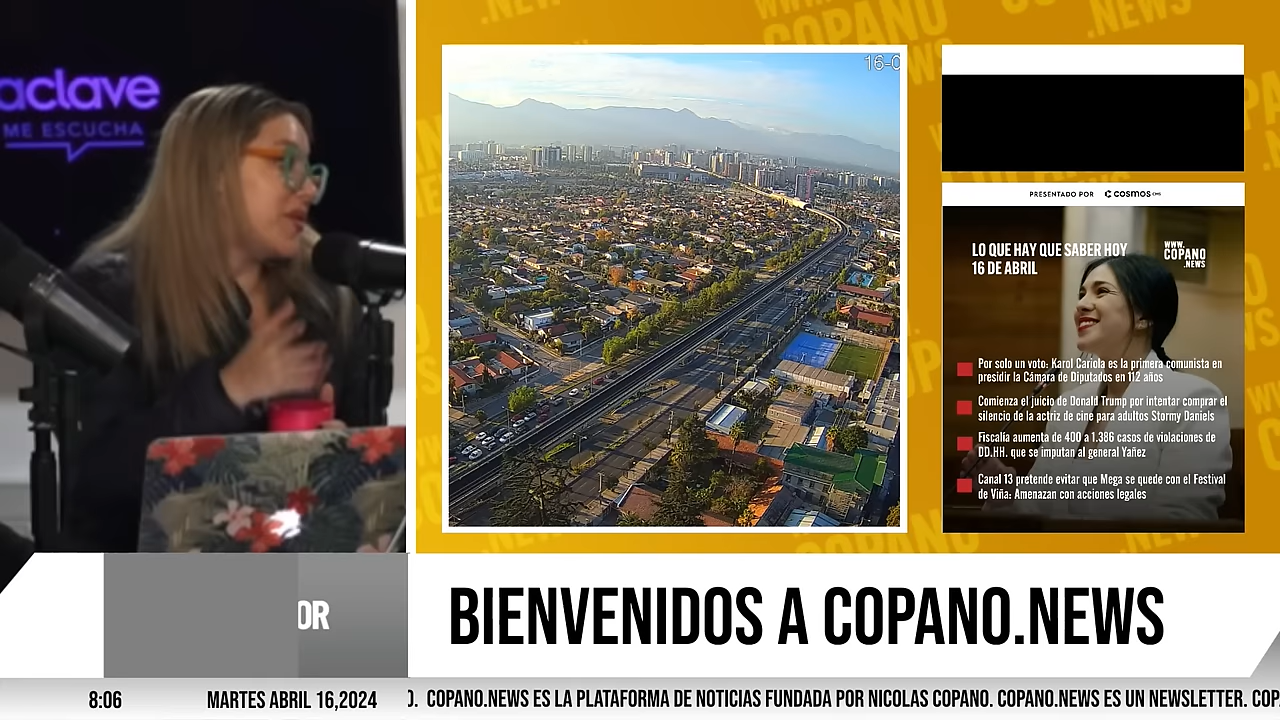 aclave
ME ESCUCHA
16-0
PRESENTADO POR COSMOS CMS
LO QUE HAY QUE SABER HOY
16 DE ABRIL
WWW.
COPANO
.NEWS
Por solo un voto: Karol Cariola es la primera comunista en
presidir la Cámara de Diputados en 112 años
Comienza el juicio de Donald Trump por intentar comprar el
silencio de la actriz de cine para adultos Stormy Daniels
Fiscalía aumenta de 400 a 1.386 casos de violaciones de
DD.HH. que se imputan al general Yañez
Canal 13 pretende evitar que Mega se quede con el Festival
de Viña: Amenazan con acciones legales
OR
BIENVENIDOS A COPANO.NEWS
8:06 MARTES ABRIL 16,2024 O. COPANO.NEWS ES LA PLATAFORMA DE NOTICIAS FUNDADA POR NICOLAS COPANO. COPANO.NEWS ES UN NEWSLETTER. COP